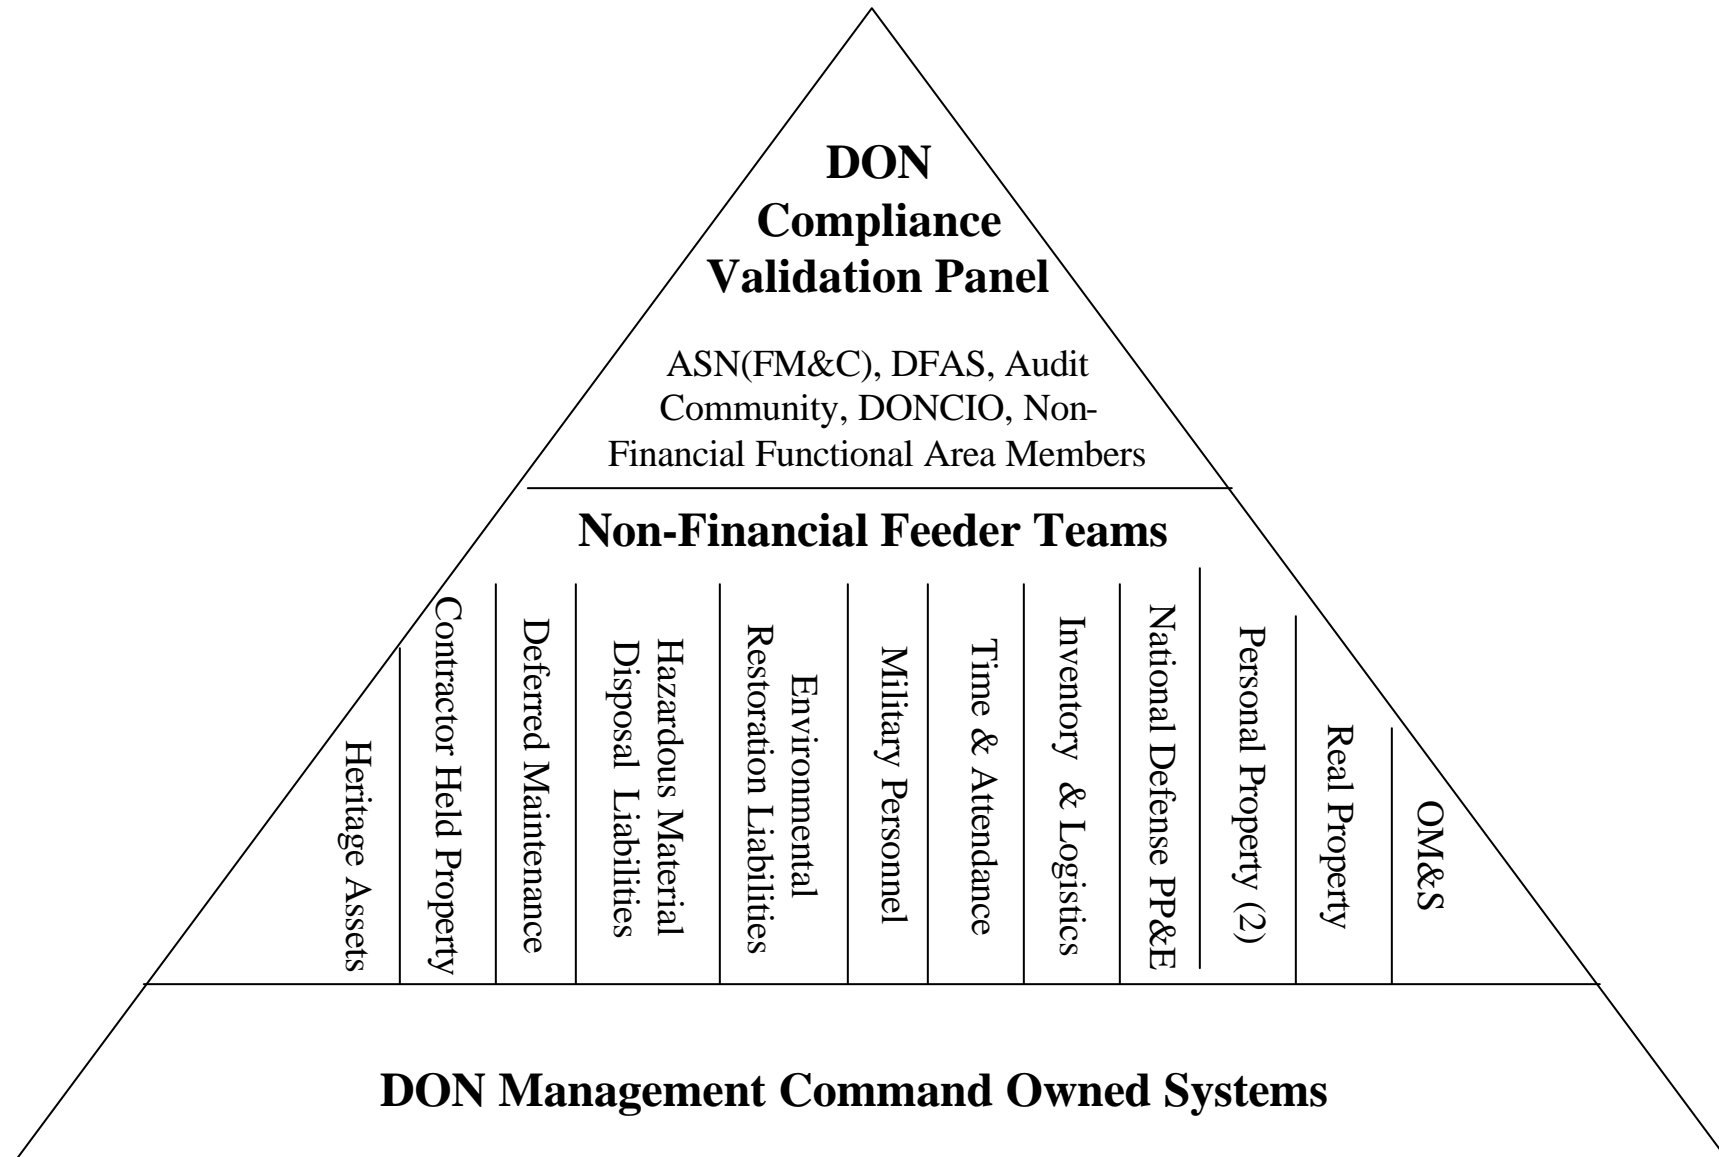 DON
Compliance
Validation Panel
ASN(FM&C), DFAS, Audit
Community, DONCIO, Non-
Financial Functional Area Members
Non-Financial Feeder Teams
Heritage Assets
Contractor Held Property
Deferred Maintenance
Hazardous Material
Disposal Liabilities
Environmental
Restoration Liabilities
Military Personnel
Time & Attendance
Inventory & Logistics
National Defense PP&E
Personal Property (2)
Real Property
OM&S
DON Management Command Owned Systems